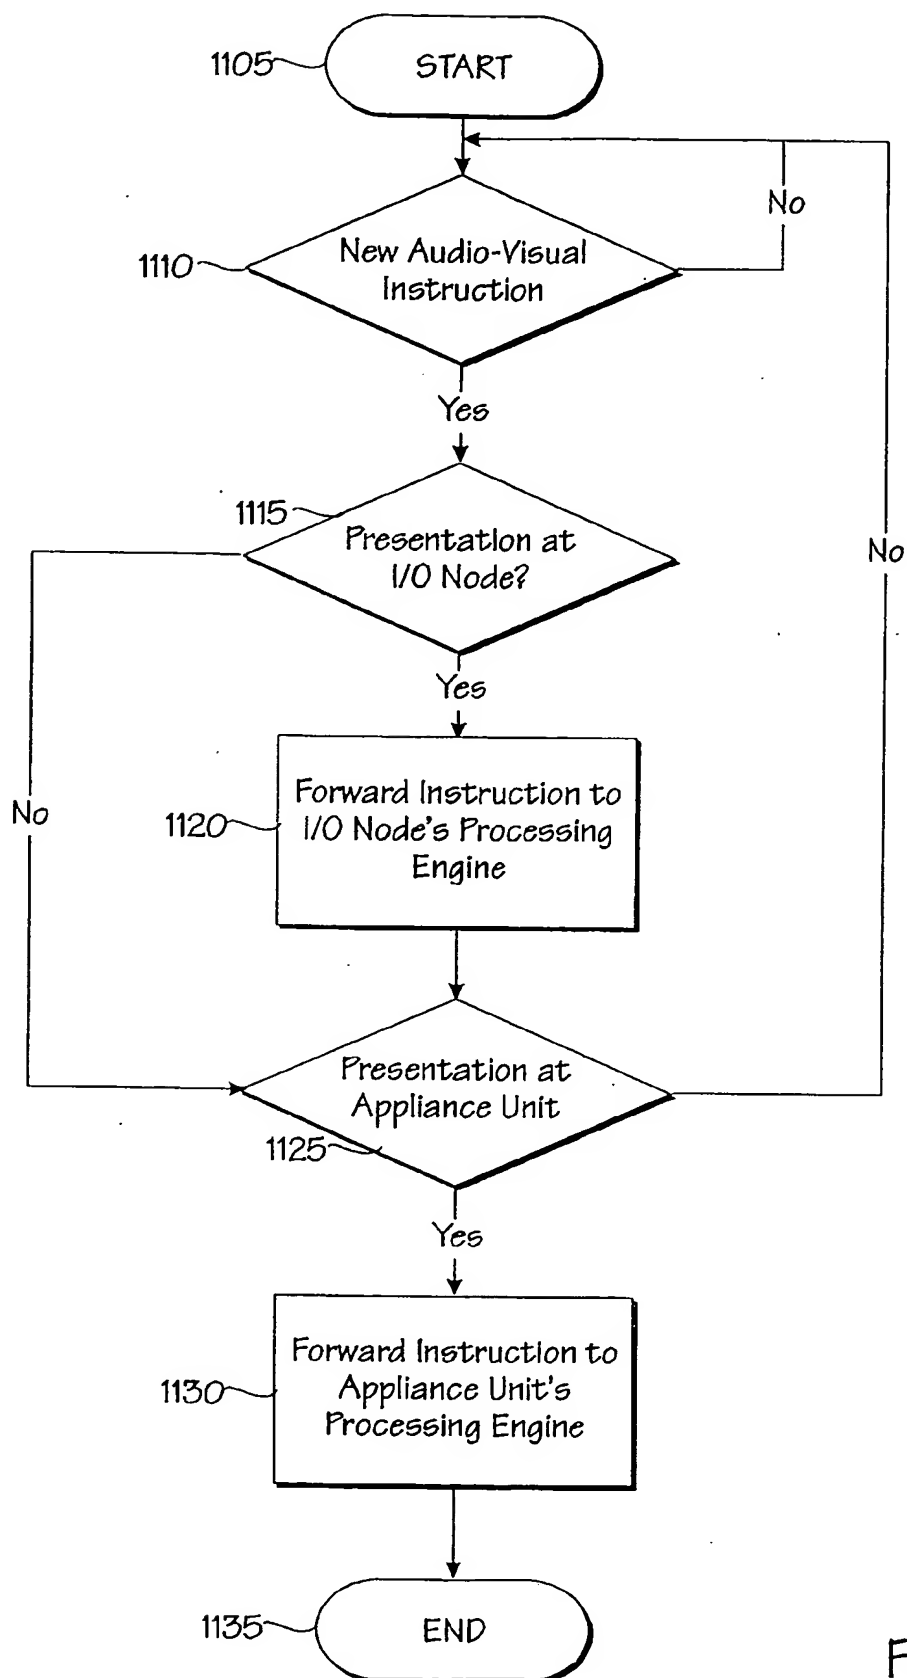 1105
START
No
1110
New Audio-Visual
Instruction
Yes
1115
Presentation at
I/O Node?
No
Yes
No
1120
Forward Instruction to
I/O Node's Processing
Engine
Presentation at
Appliance Unit
1125
Yes
1130
Forward Instruction to
Appliance Unit's
Processing Engine
1135
END
F